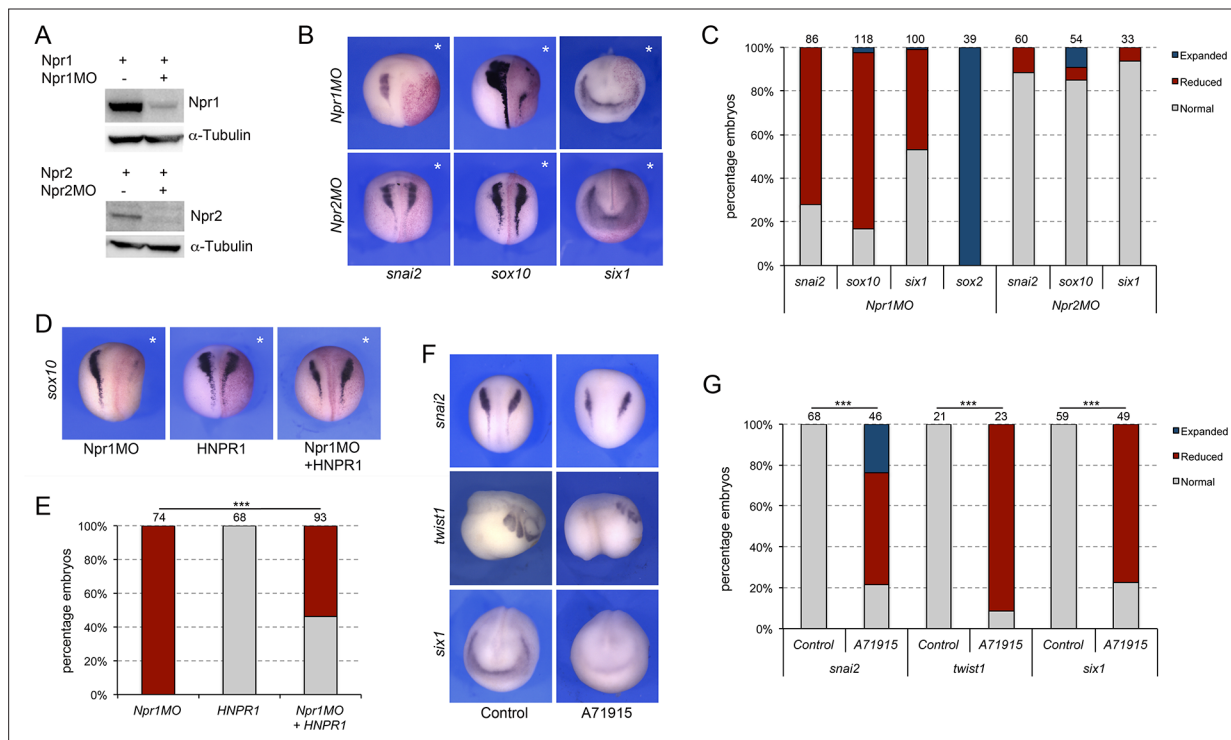 A
Npr1 + +
Npr1MO - +
Npr1
α-Tubulin
Npr2 + +
Npr2MO - +
Npr2
α-Tubulin
B
Npr1MO
* * *
Npr2MO
* * *
snai2 sox10 six1
C
86 118 100 39 60 54 33
100%
80%
60%
40%
20%
0%
percentage embryos
snai2 sox10 six1 sox2 snai2 sox10 six1
Npr1MO Npr2MO
Expanded
Reduced
Normal
D
sox10
* * *
Npr1MO HNPR1 Npr1MO
+HNPR1
E
***
74 68 93
100%
80%
60%
40%
20%
0%
percentage embryos
Npr1MO HNPR1 Npr1MO
+ HNPR1
F
snai2
twist1
six1
Control A71915
G
*** *** ***
68 46 21 23 59 49
100%
80%
60%
40%
20%
0%
percentage embryos
Control A71915 Control A71915 Control A71915
snai2 twist1 six1
Expanded
Reduced
Normal